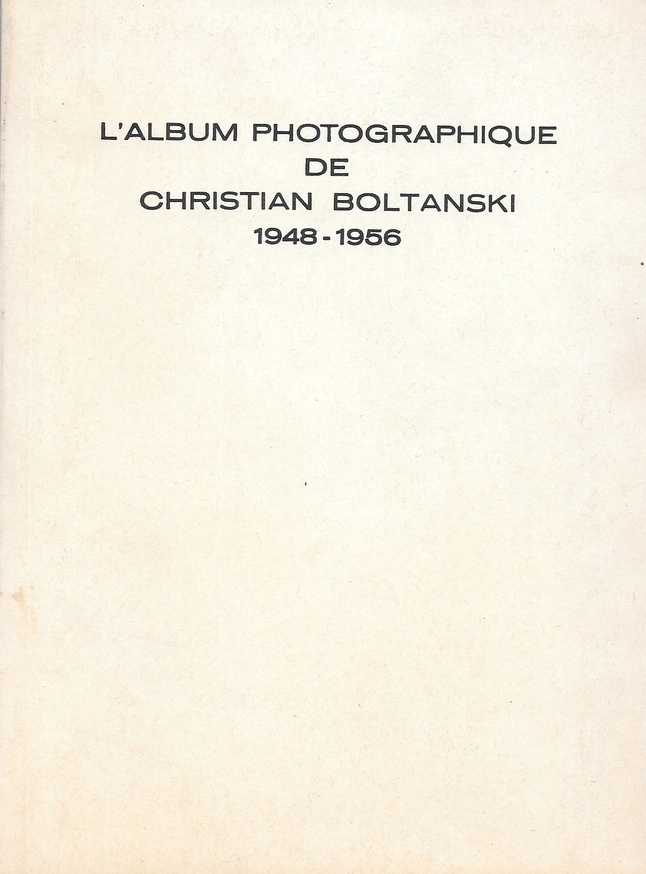 L'ALBUM PHOTOGRAPHIQUE
DE
CHRISTIAN BOLTANSKI
1948-1956